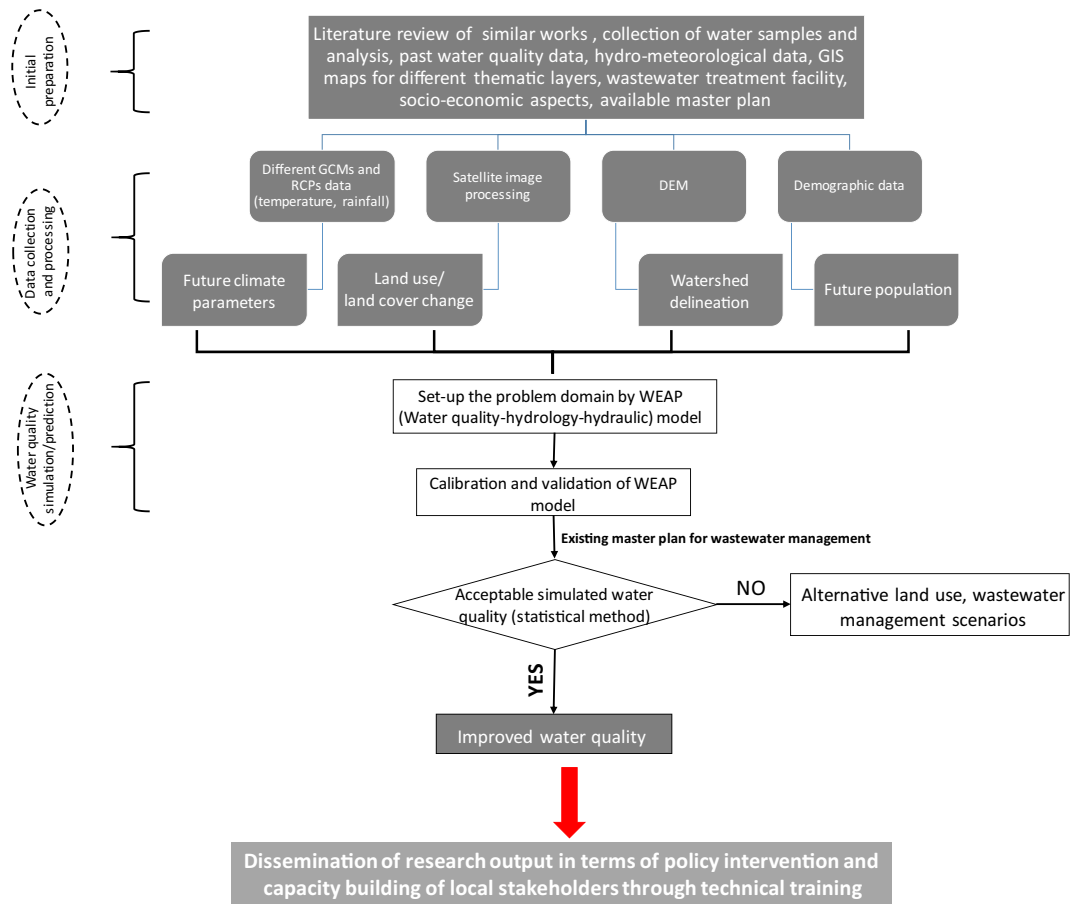 Initial
preparation
Literature review of similar works , collection of water samples and
analysis, past water quality data, hydro-meteorological data, GIS
maps for different thematic layers, wastewater treatment facility,
socio-economic aspects, available master plan
Data collection
and processing
Different GCMs and
RCPs data
(temperature, rainfall)
Satellite image
processing
DEM
Demographic data
Future climate
parameters
Land use/
land cover change
Watershed
delineation
Future population
Water quality
simulation/prediction
Set-up the problem domain by WEAP
(Water quality-hydrology-hydraulic) model
Calibration and validation of WEAP
model
Existing master plan for wastewater management
Acceptable simulated water
quality (statistical method)
NO
Alternative land use, wastewater
management scenarios
YES
Improved water quality
Dissemination of research output in terms of policy intervention and
capacity building of local stakeholders through technical training